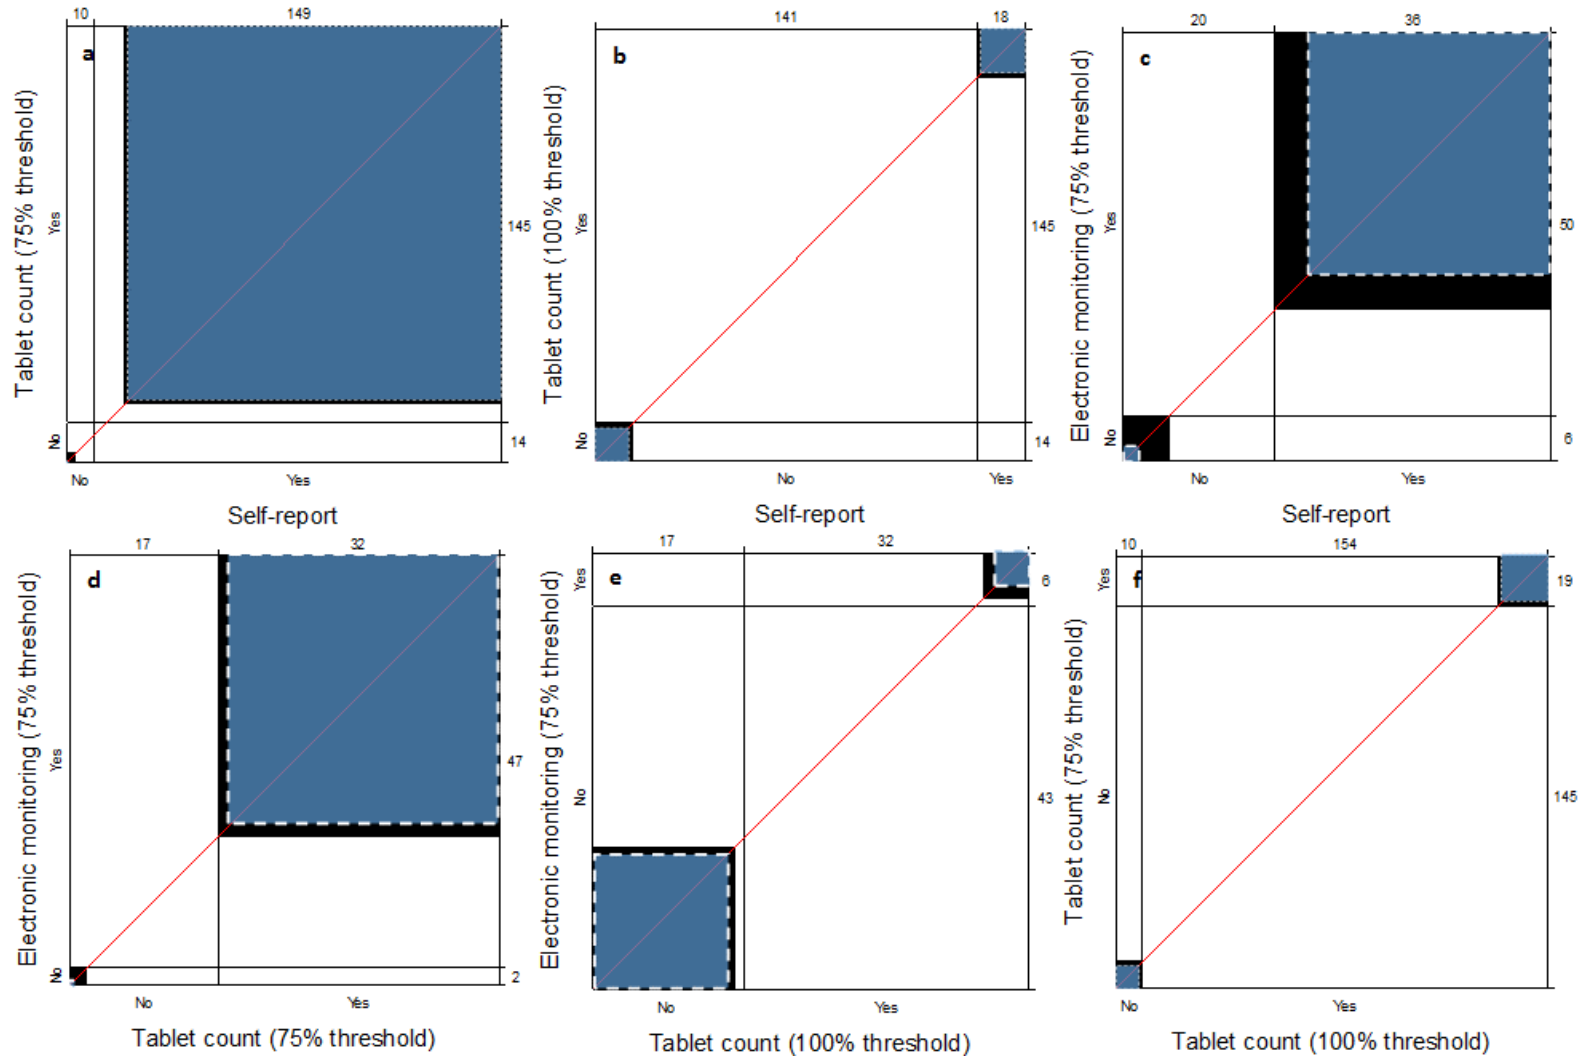 10 149
a
Tablet count (75% threshold)
Yes
No
145
14
No Yes
Self-report
141 18
b
Tablet count (100% threshold)
Yes
No
145
14
No Yes
Self-report
20 36
c
Electronic monitoring (75% threshold)
Yes
No
50
6
No Yes
Self-report
17 32
d
Electronic monitoring (75% threshold)
Yes
No
47
2
No Yes
Tablet count (75% threshold)
17 32
e
Electronic monitoring (75% threshold)
Yes
No
6
43
No Yes
Tablet count (100% threshold)
10 154
f
Tablet count (75% threshold)
Yes
No
19
145
No Yes
Tablet count (100% threshold)